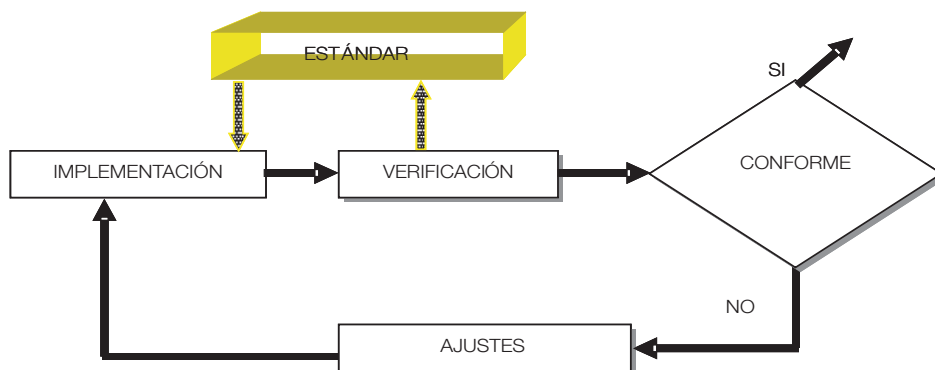 ESTÁNDAR
SI
IMPLEMENTACIÓN
VERIFICACIÓN
CONFORME
NO
AJUSTES